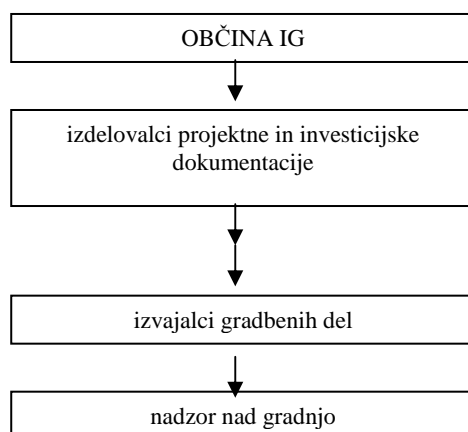 OBČINA IG
izdelovalci projektne in investicijske
dokumentacije
izvajalci gradbenih del
nadzor nad gradnjo